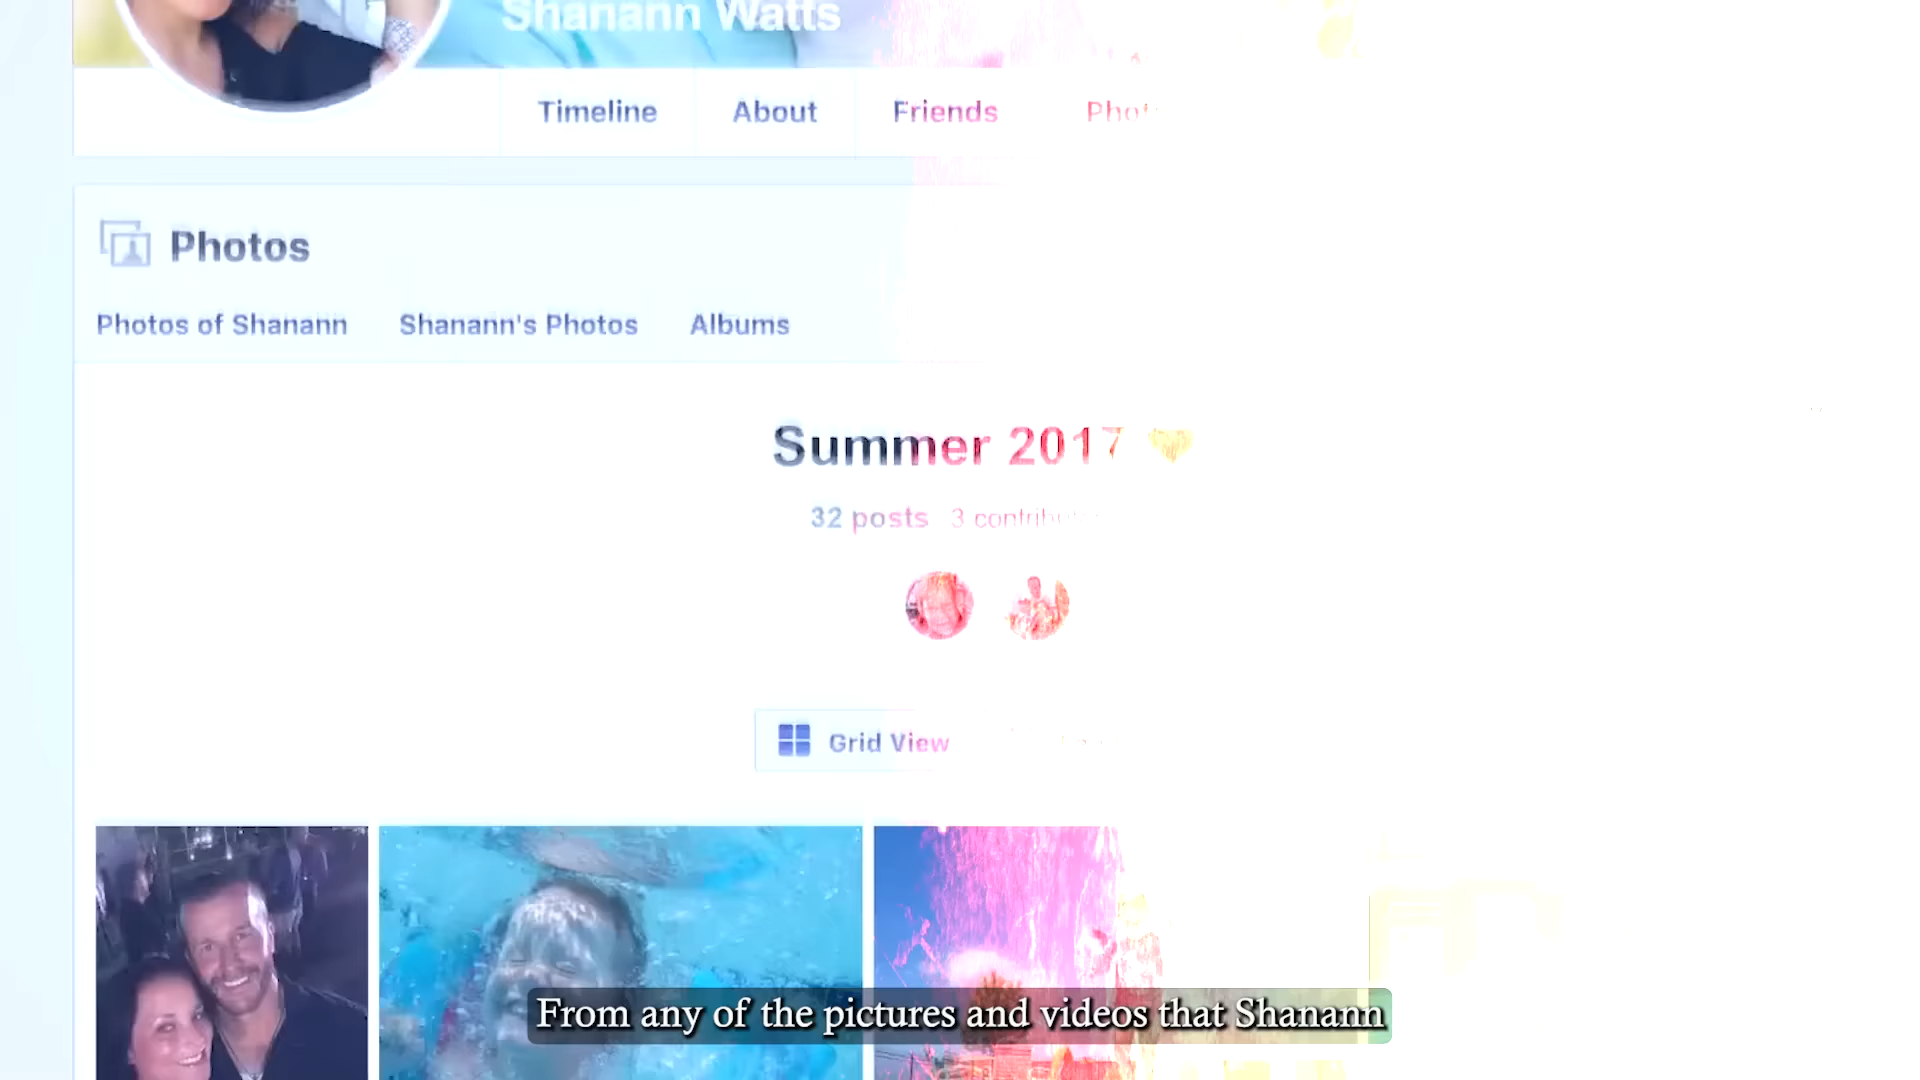 Shanann Watts
Timeline About Friends
Photos
Photos of Shanann Shanann's Photos Albums
Summer 2017
32 posts 3
Grid View
From any of the pictures and videos that Shanann